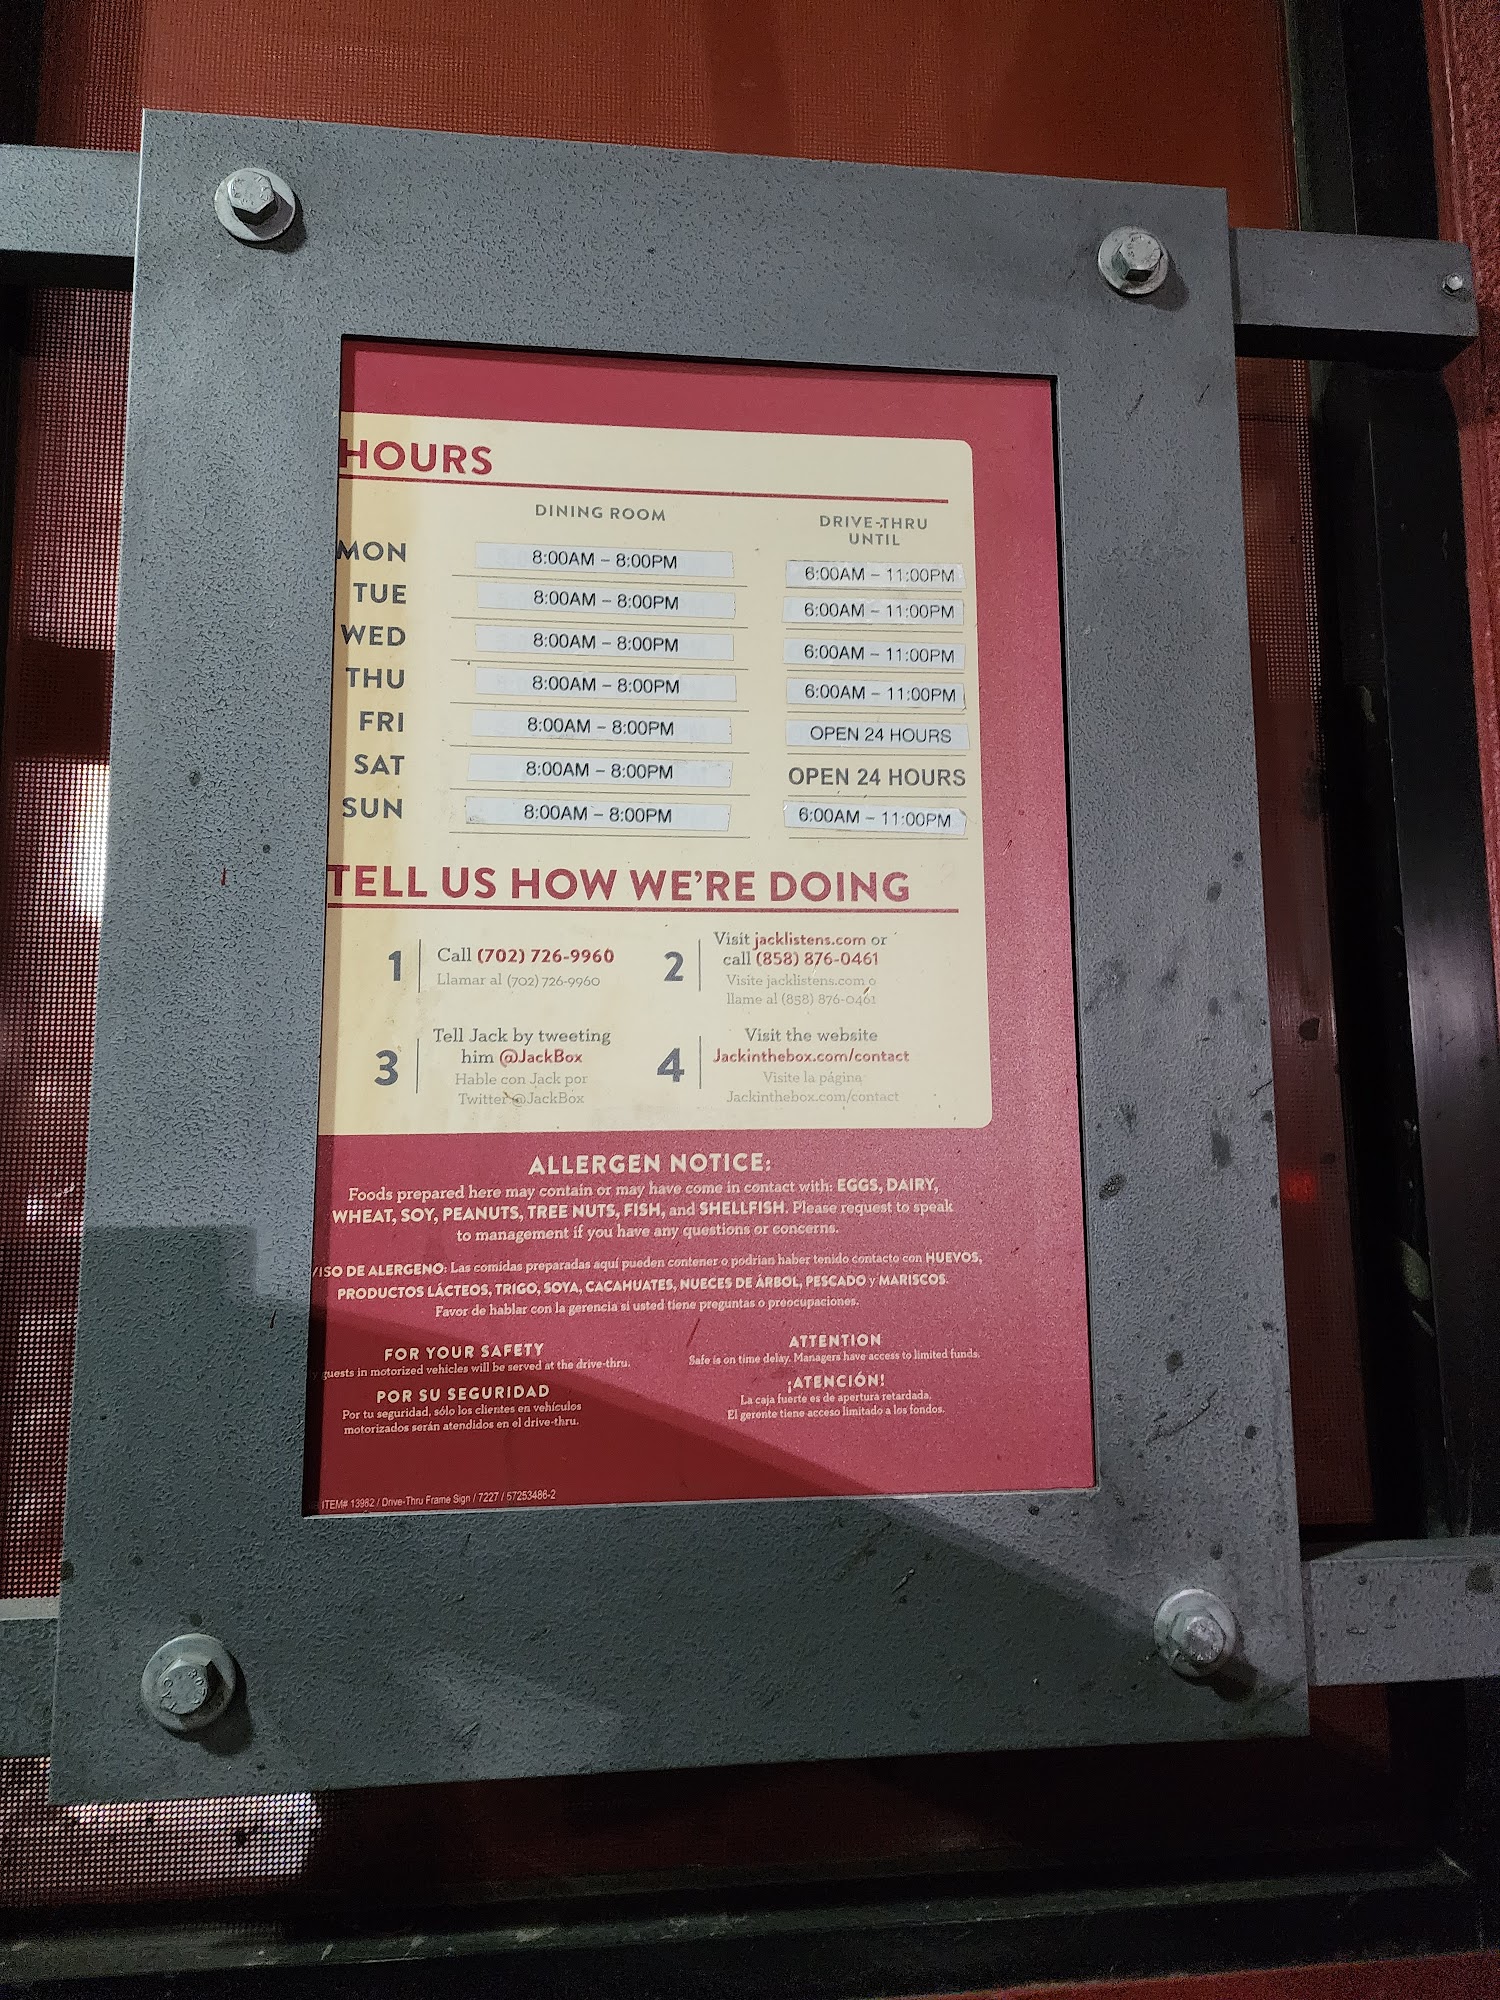 HOURS
DINING ROOM
DRIVE-THRU
UNTIL
MON 8:00AM – 8:00PM 6:00AM – 11:00PM
TUE 8:00AM – 8:00PM 6:00AM – 11:00PM
WED 8:00AM – 8:00PM 6:00AM – 11:00PM
THU 8:00AM – 8:00PM 6:00AM – 11:00PM
FRI 8:00AM – 8:00PM OPEN 24 HOURS
SAT 8:00AM – 8:00PM OPEN 24 HOURS
SUN 8:00AM – 8:00PM 6:00AM – 11:00PM
TELL US HOW WE'RE DOING
1
Call (702) 726-9960
Llamar al (702) 726-9960
2
Visit jacklistens.com or
call (858) 876-0461
Visite jacklistens.com o
llame al (858) 876-0461
3
Tell Jack by tweeting
him @JackBox
Hable con Jack por
Twitter @JackBox
4
Visit the website
Jackinthebox.com/contact
Visite la página
Jackinthebox.com/contact
ALLERGEN NOTICE:
Foods prepared here may contain or may have come in contact with: EGGS, DAIRY,
WHEAT, SOY, PEANUTS, TREE NUTS, FISH, and SHELLFISH. Please request to speak
to management if you have any questions or concerns.
VISO DE ALERGENO: Las comidas preparadas aquí pueden contener o podrían haber tenido contacto con HUEVOS,
PRODUCTOS LÁCTEOS, TRIGO, SOYA, CACAHUATES, NUECES DE ÁRBOL, PESCADO y MARISCOS.
Favor de hablar con la gerencia si usted tiene preguntas o preocupaciones.
FOR YOUR SAFETY
guests in motorized vehicles will be served at the drive-thru.
POR SU SEGURIDAD
Por tu seguridad, sólo los clientes en vehículos
motorizados serán atendidos en el drive-thru.
ATTENTION
Safe is on time delay. Managers have access to limited funds.
¡ATENCIÓN!
La caja fuerte es de apertura retardada.
El gerente tiene acceso limitado a los fondos.
ITEM# 13982 / Drive-Thru Frame Sign / 7227 / 57253486-2